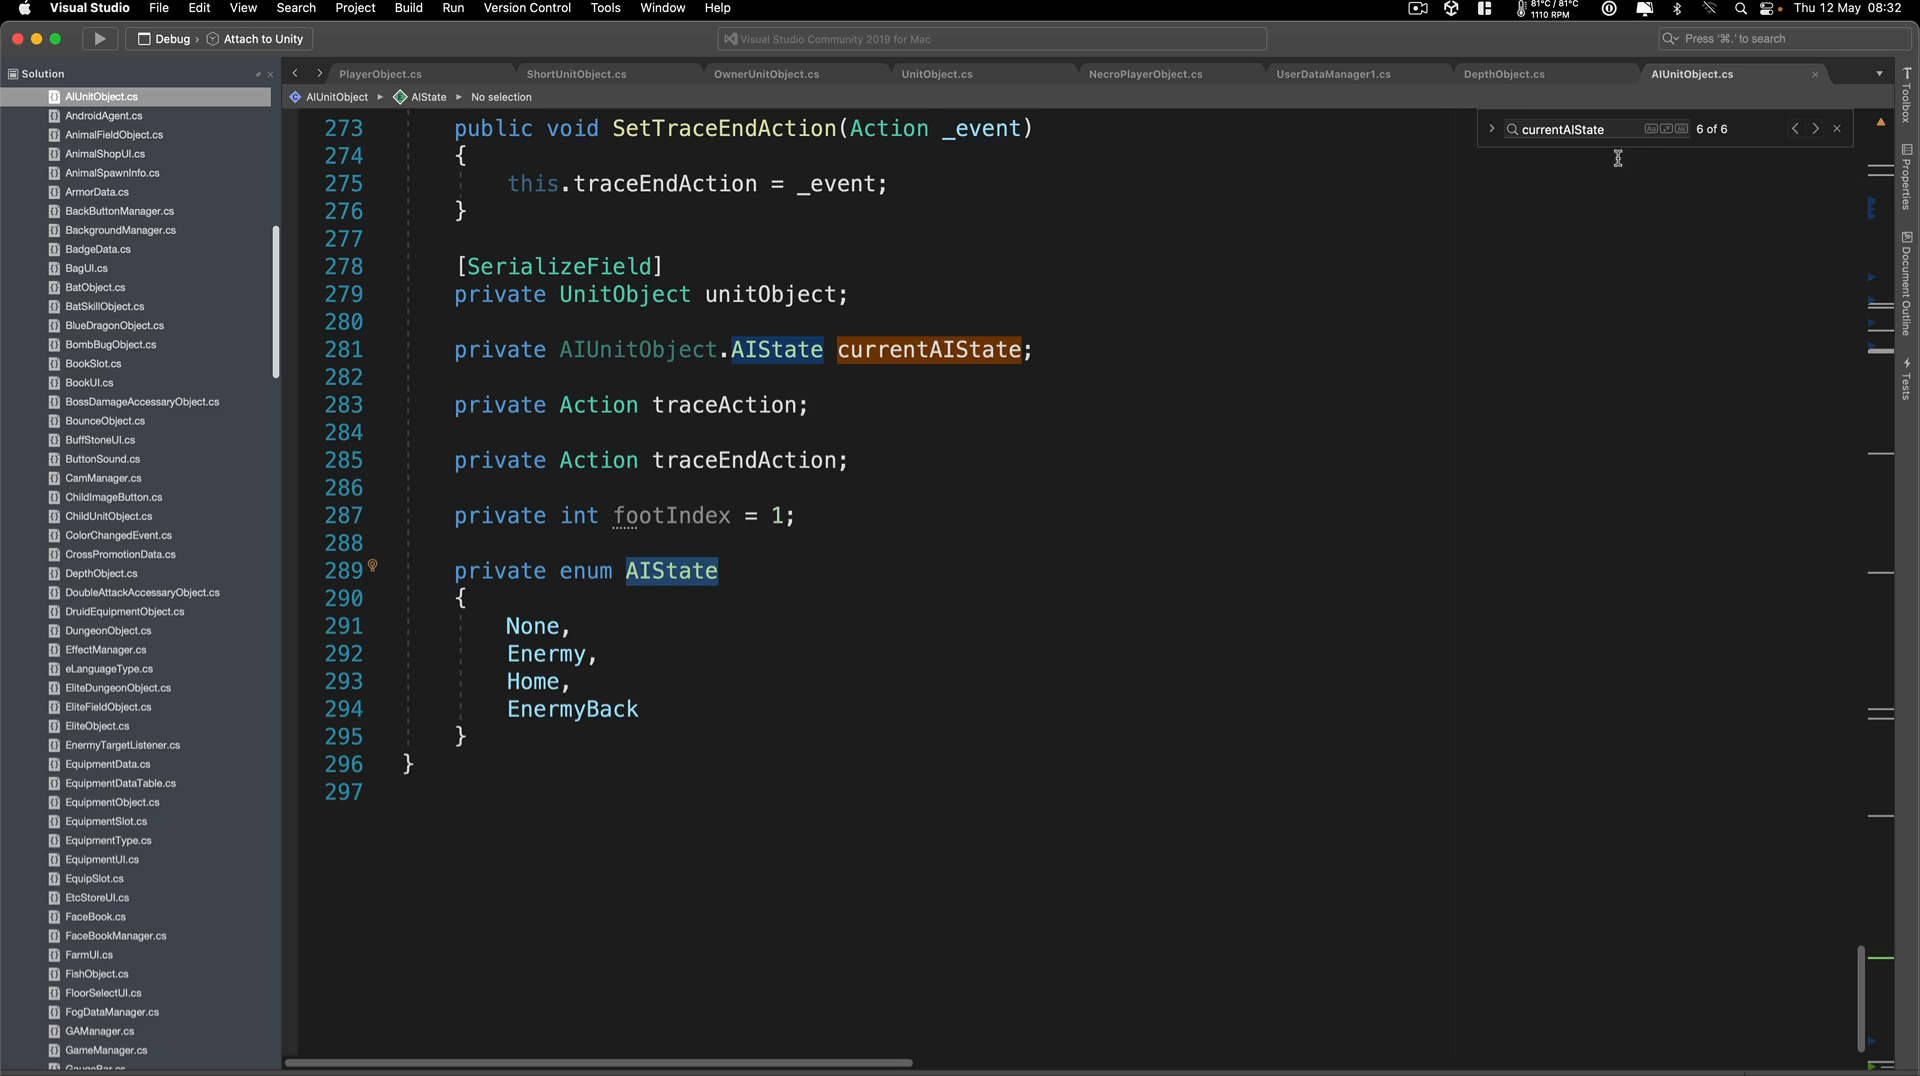 Visual Studio File Edit View Search Project Build Run Version Control Tools Window Help 81°C / 81°C Thu 12 May 08:32
1110 RPM
Debug › Attach to Unity Visual Studio Community 2019 for Mac Press '⌘.' to search
Solution
PlayerObject.cs ShortUnitObject.cs OwnerUnitObject.cs UnitObject.cs NecroPlayerObject.cs UserDataManager1.cs DepthObject.cs AIUnitObject.cs
AIUnitObject AIState No selection
currentAIState 6 of 6
AIUnitObject.cs
AndroidAgent.cs
AnimalFieldObject.cs
AnimalShopUI.cs
AnimalSpawnInfo.cs
ArmorData.cs
BackButtonManager.cs
BackgroundManager.cs
BadgeData.cs
BagUI.cs
BatObject.cs
BatSkillObject.cs
BlueDragonObject.cs
BombBugObject.cs
BookSlot.cs
BookUI.cs
BossDamageAccessaryObject.cs
BounceObject.cs
BuffStoneUI.cs
ButtonSound.cs
CamManager.cs
ChildImageButton.cs
ChildUnitObject.cs
ColorChangedEvent.cs
CrossPromotionData.cs
DepthObject.cs
DoubleAttackAccessaryObject.cs
DruidEquipmentObject.cs
DungeonObject.cs
EffectManager.cs
eLanguageType.cs
EliteDungeonObject.cs
EliteFieldObject.cs
EliteObject.cs
EnermyTargetListener.cs
EquipmentData.cs
EquipmentDataTable.cs
EquipmentObject.cs
EquipmentSlot.cs
EquipmentType.cs
EquipmentUI.cs
EquipSlot.cs
EtcStoreUI.cs
FaceBook.cs
FaceBookManager.cs
FarmUI.cs
FishObject.cs
FloorSelectUI.cs
FogDataManager.cs
GAManager.cs
GameManager.cs
GaugeBar.cs
273 public void SetTraceEndAction(Action _event)
274 {
275 this.traceEndAction = _event;
276 }
277
278 [SerializeField]
279 private UnitObject unitObject;
280
281 private AIUnitObject.AIState currentAIState;
282
283 private Action traceAction;
284
285 private Action traceEndAction;
286
287 private int footIndex = 1;
288
289 private enum AIState
290 {
291 None,
292 Enermy,
293 Home,
294 EnermyBack
295 }
296 }
297
Toolbox
Properties
Document Outline
Tests